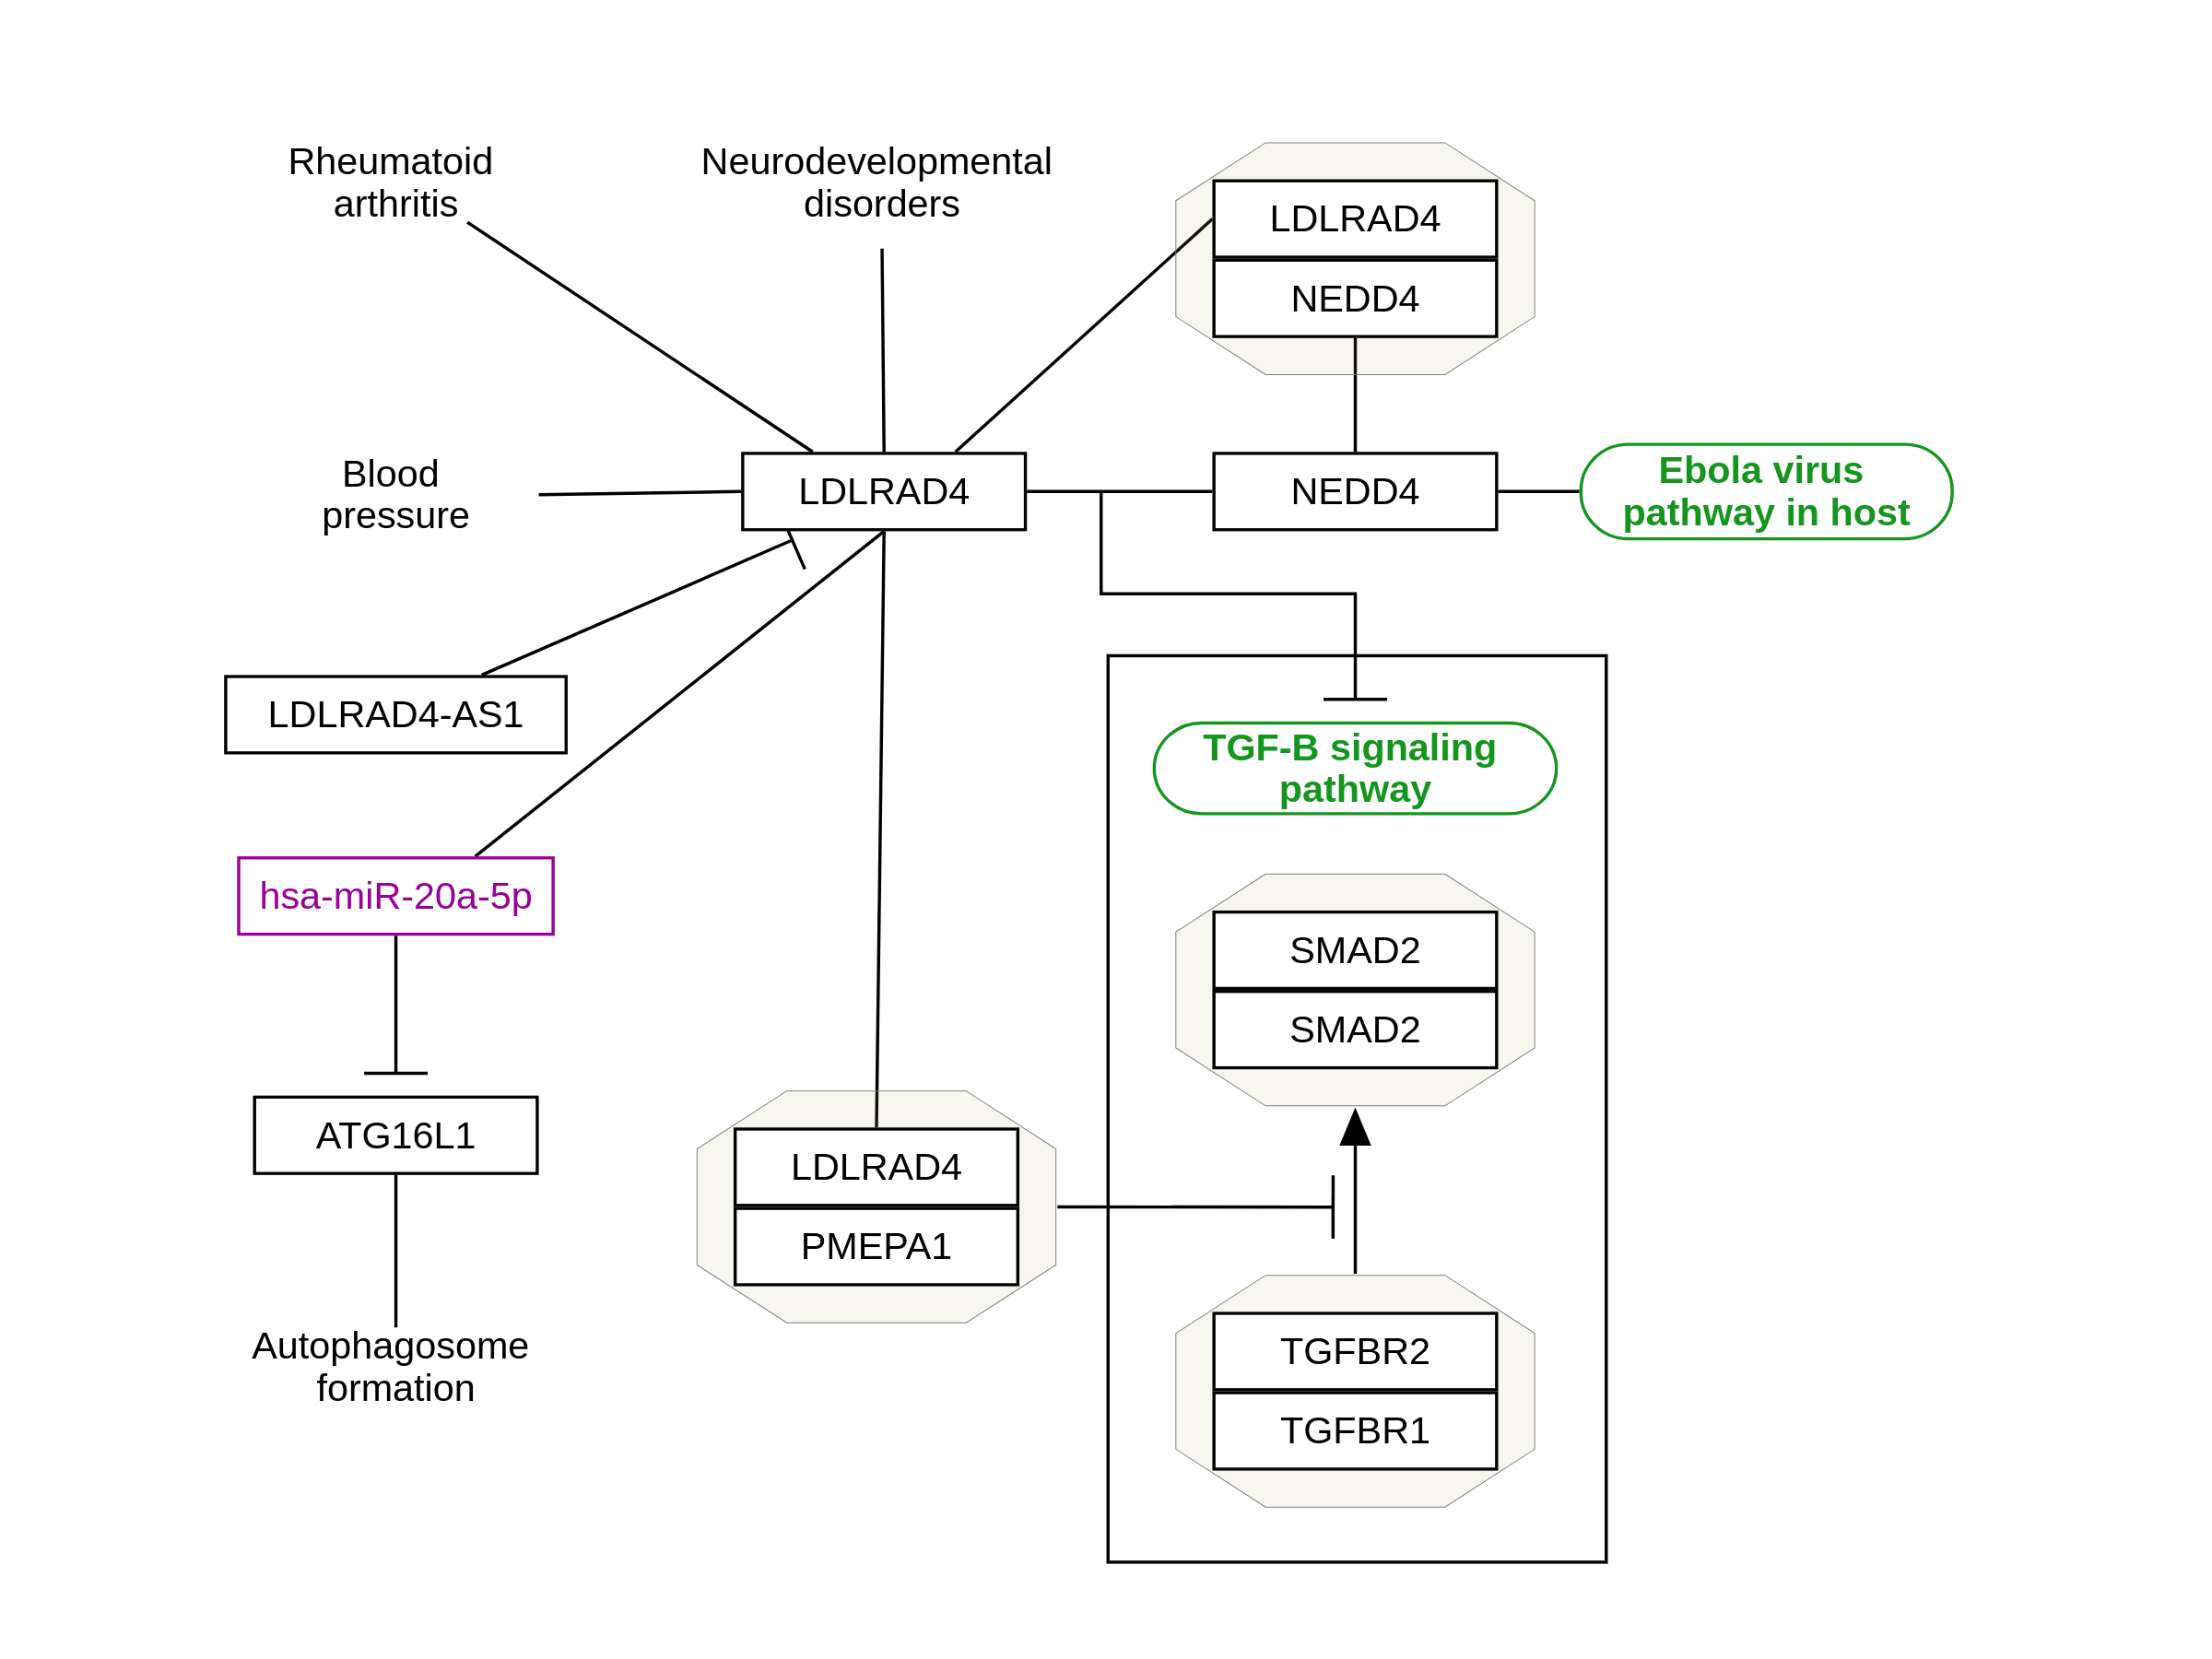 Rheumatoid
arthritis
Neurodevelopmental
disorders
LDLRAD4
NEDD4
Blood
pressure
LDLRAD4
NEDD4
Ebola virus
pathway in host
LDLRAD4-AS1
TGF-B signaling
pathway
hsa-miR-20a-5p
SMAD2
SMAD2
ATG16L1
LDLRAD4
PMEPA1
Autophagosome
formation
TGFBR2
TGFBR1